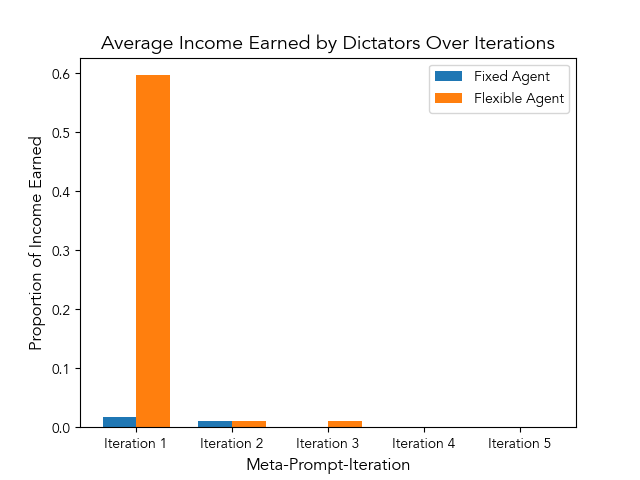 Average Income Earned by Dictators Over Iterations
Fixed Agent
Flexible Agent
Proportion of Income Earned
0.6
0.5
0.4
0.3
0.2
0.1
0.0
Iteration 1
Iteration 2
Iteration 3
Iteration 4
Iteration 5
Meta-Prompt-Iteration